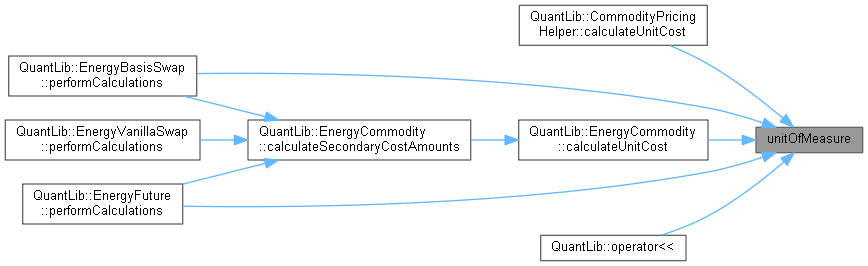 QuantLib::CommodityPricing
Helper::calculateUnitCost
QuantLib::EnergyBasisSwap
::performCalculations
QuantLib::EnergyVanillaSwap
::performCalculations
QuantLib::EnergyCommodity
::calculateSecondaryCostAmounts
QuantLib::EnergyCommodity
::calculateUnitCost
unitOfMeasure
QuantLib::EnergyFuture
::performCalculations
QuantLib::operator<<